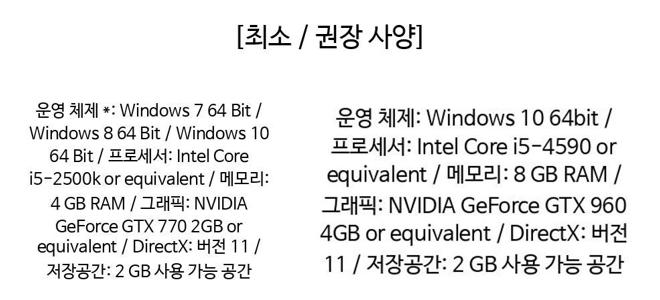 [최소 / 권장 사양]
운영 체제 *: Windows 7 64 Bit /
Windows 8 64 Bit / Windows 10
64 Bit / 프로세서: Intel Core
i5-2500k or equivalent / 메모리:
4 GB RAM / 그래픽: NVIDIA
GeForce GTX 770 2GB or
equivalent / DirectX: 버전 11 /
저장공간: 2 GB 사용 가능 공간
운영 체제: Windows 10 64bit /
프로세서: Intel Core i5-4590 or
equivalent / 메모리: 8 GB RAM /
그래픽: NVIDIA GeForce GTX 960
4GB or equivalent / DirectX: 버전
11 / 저장공간: 2 GB 사용 가능 공간